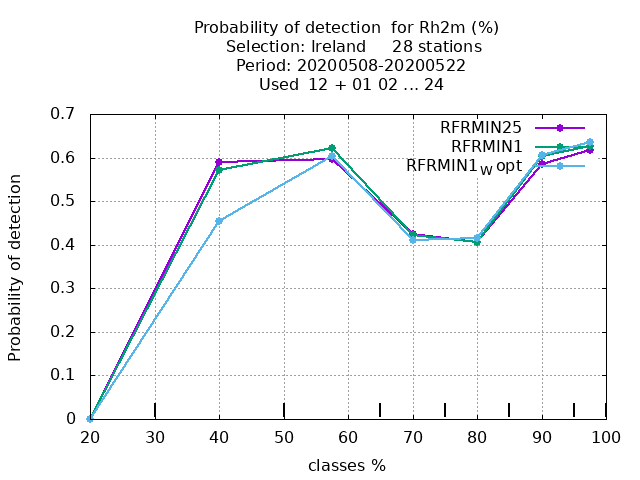 Probability of detection  for Rh2m (%)
Selection: Ireland     28 stations
Period: 20200508-20200522
Used  12 + 01 02 ... 24
RFRMIN25
RFRMIN1
RFRMIN1W opt
Probability of detection
0.7
0.6
0.5
0.4
0.3
0.2
0.1
0
20 30 40 50 60 70 80 90 100
classes %